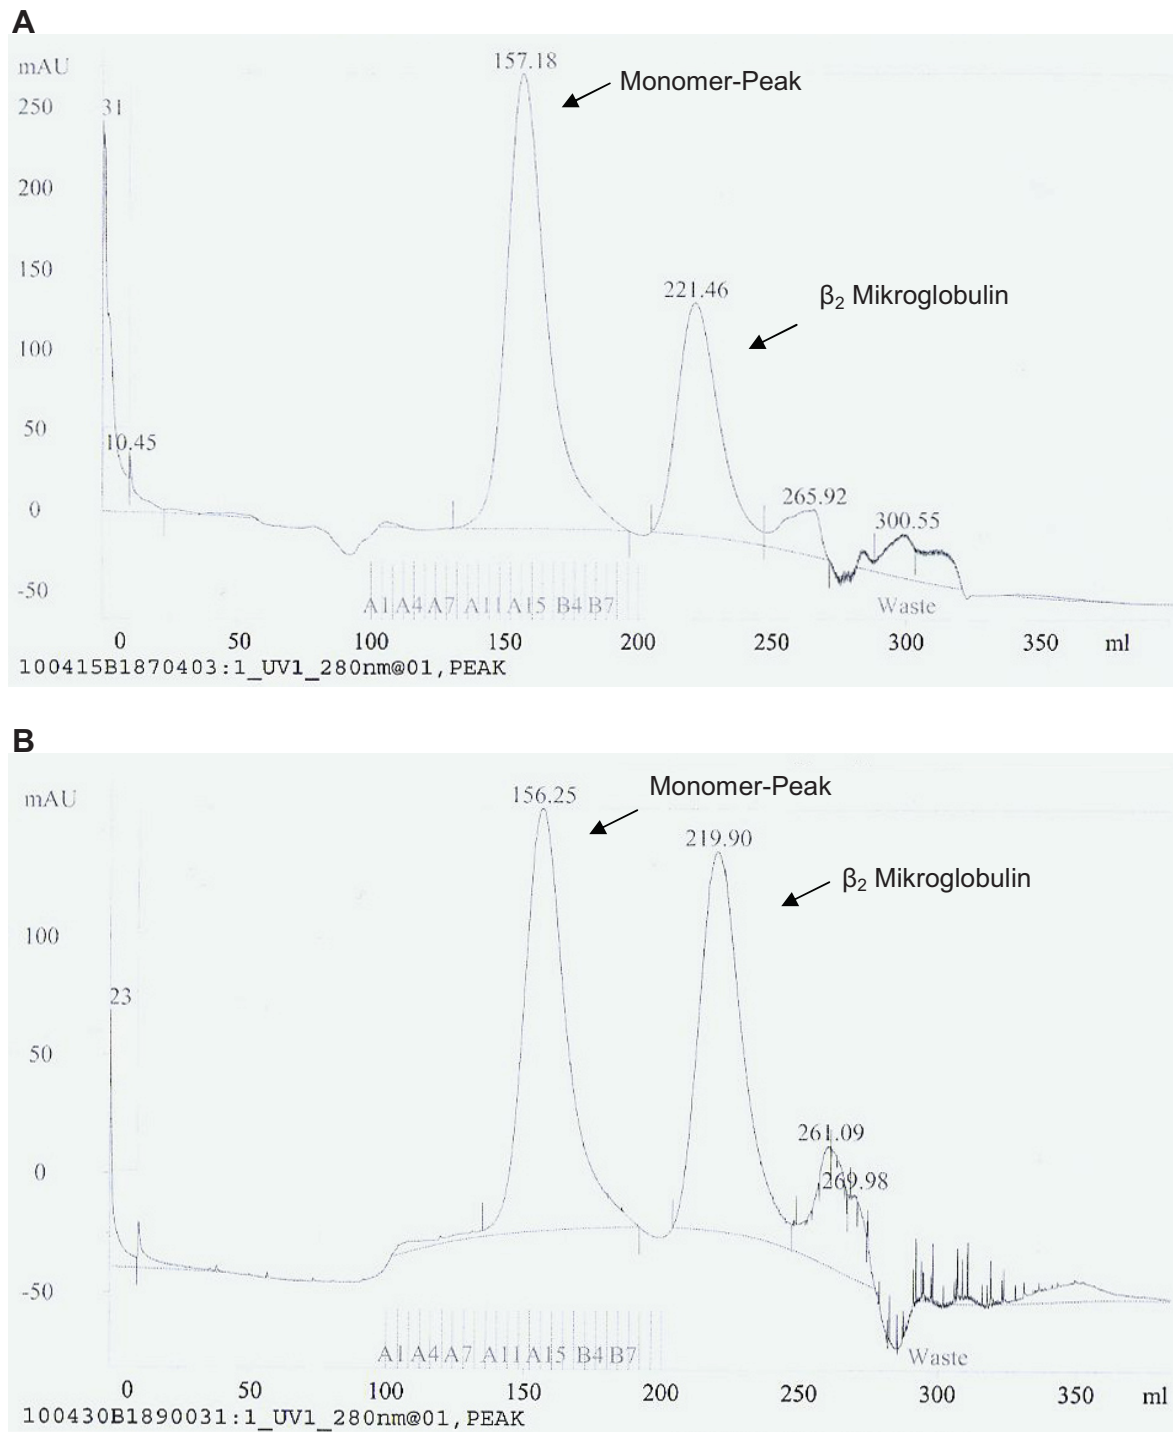 A
mAU
157.18
Monomer-Peak
250
31
200
150
221.46
β₂ Mikroglobulin
100
50
10.45
265.92
0
300.55
-50
A1 A4 A7 A11 A15 B4 B7
Waste
0 50 100 150 200 250 300 350 ml
100415B1870403:1_UV1_280nm@01,PEAK
B
mAU
156.25
Monomer-Peak
219.90
β₂ Mikroglobulin
100
23
50
261.09
0
269.98
-50
A1 A4 A7 A11 A15 B4 B7
Waste
0 50 100 150 200 250 300 350 ml
100430B1890031:1_UV1_280nm@01,PEAK